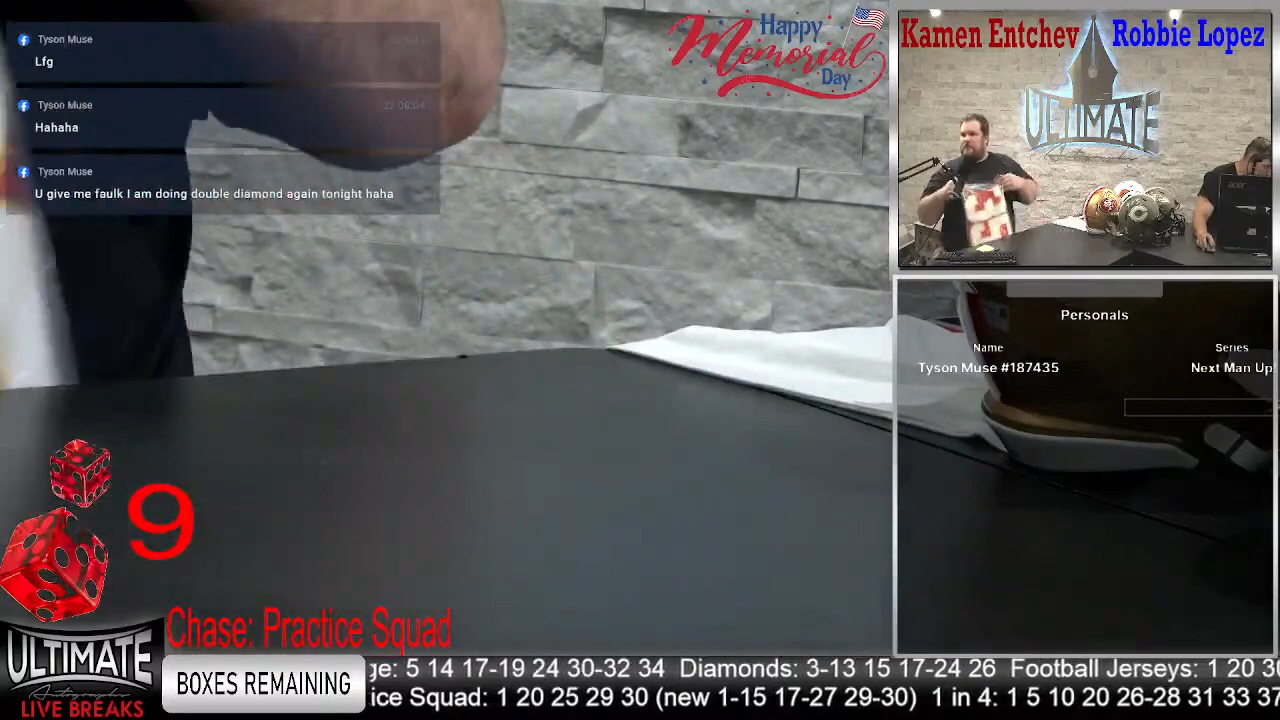 Tyson Muse
Lfg
Tyson Muse
Hahaha
Tyson Muse
U give me faulk I am doing double diamond again tonight haha
Happy
Memorial
Day
Kamen Entchev
Robbie Lopez
ULTIMATE
acer
Personals
Name
Series
Tyson Muse #187435
Next Man Up
9
Chase: Practice Squad
ULTIMATE
Autographs
LIVE BREAKS
BOXES REMAINING
ge: 5 14 17-19 24 30-32 34 Diamonds: 3-13 15 17-24 26 Football Jerseys: 1 20 30
ice Squad: 1 20 25 29 30 (new 1-15 17-27 29-30) 1 in 4: 1 5 10 20 26-28 31 33 37